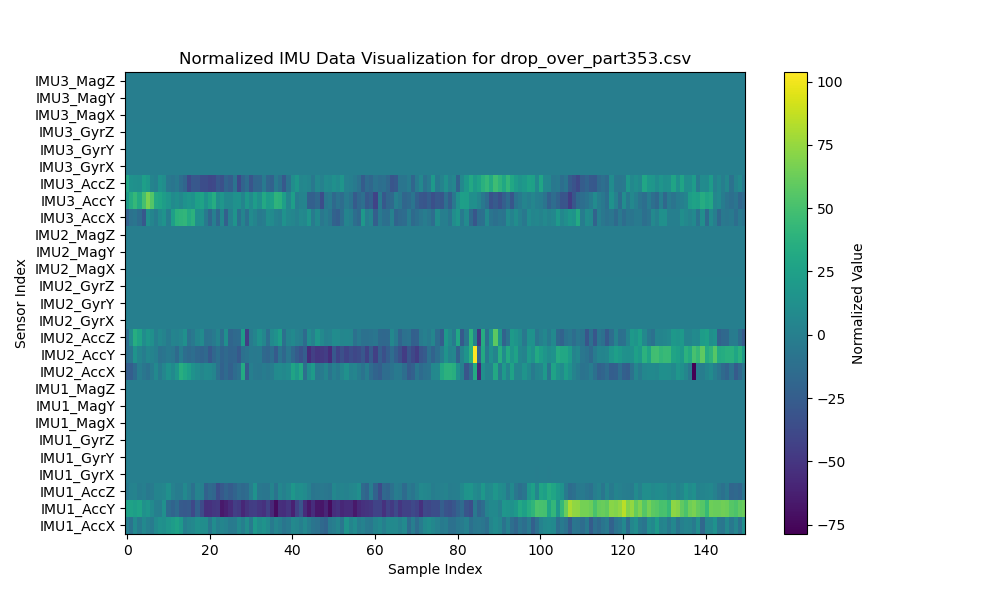 Normalized IMU Data Visualization for drop_over_part353.csv
IMU3_MagZ
IMU3_MagY
IMU3_MagX
IMU3_GyrZ
IMU3_GyrY
IMU3_GyrX
IMU3_AccZ
IMU3_AccY
IMU3_AccX
IMU2_MagZ
IMU2_MagY
IMU2_MagX
IMU2_GyrZ
IMU2_GyrY
IMU2_GyrX
IMU2_AccZ
IMU2_AccY
IMU2_AccX
IMU1_MagZ
IMU1_MagY
IMU1_MagX
IMU1_GyrZ
IMU1_GyrY
IMU1_GyrX
IMU1_AccZ
IMU1_AccY
IMU1_AccX
Sensor Index
0 20 40 60 80 100 120 140
Sample Index
100
75
50
25
0
−25
−50
−75
Normalized Value